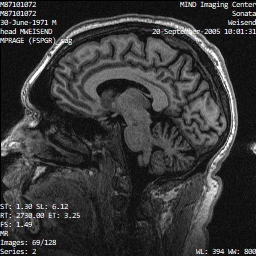 M87101072
M87101072
30-June-1971 M
head MWEISEND
MPRAGE (FSPGR) sag
MIND Imaging Center
Sonata
Weisend
20-September-2005 10:01:31
ST: 1.30 SL: 6.12
RT: 2730.00 ET: 3.25
FS: 1.49
MR
Images: 69/128
Series: 2
WL: 394 WW: 800